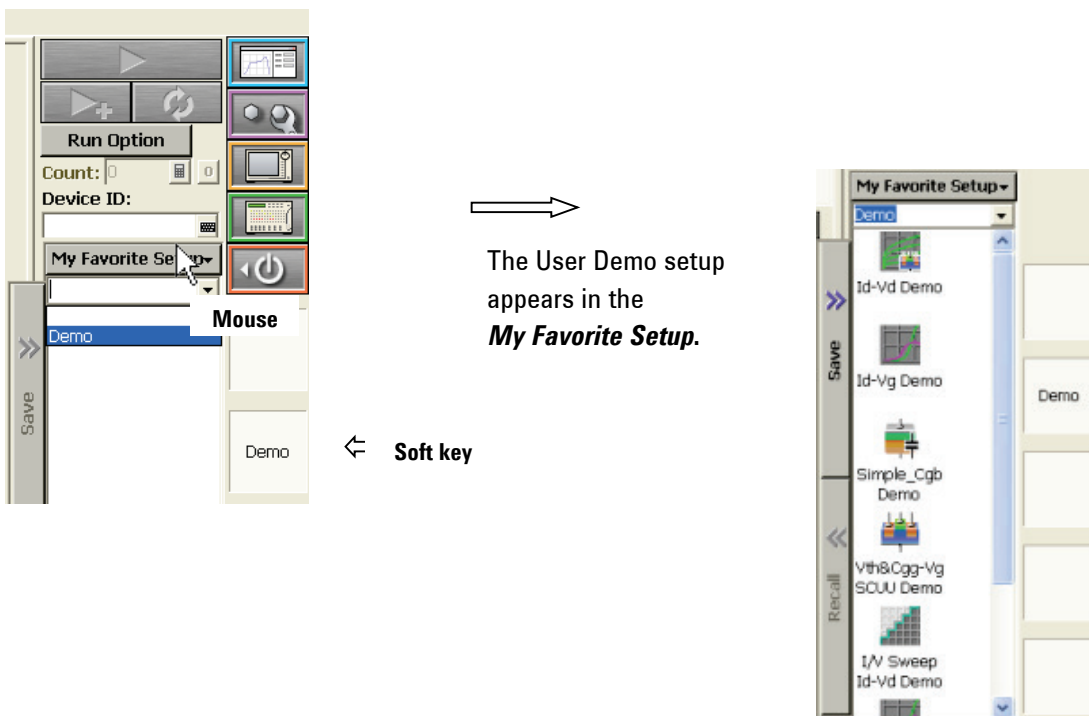 Run Option
Count: 0
0
Device ID:
My Favorite Setup
Mouse
Demo
Save
Demo
Soft key
The User Demo setup
appears in the
My Favorite Setup.
My Favorite Setup
Demo
Id-Vd Demo
Save
Id-Vg Demo
Demo
Simple_Cgb
Demo
Vth&Cgg-Vg
SCUU Demo
Recall
I/V Sweep
Id-Vd Demo